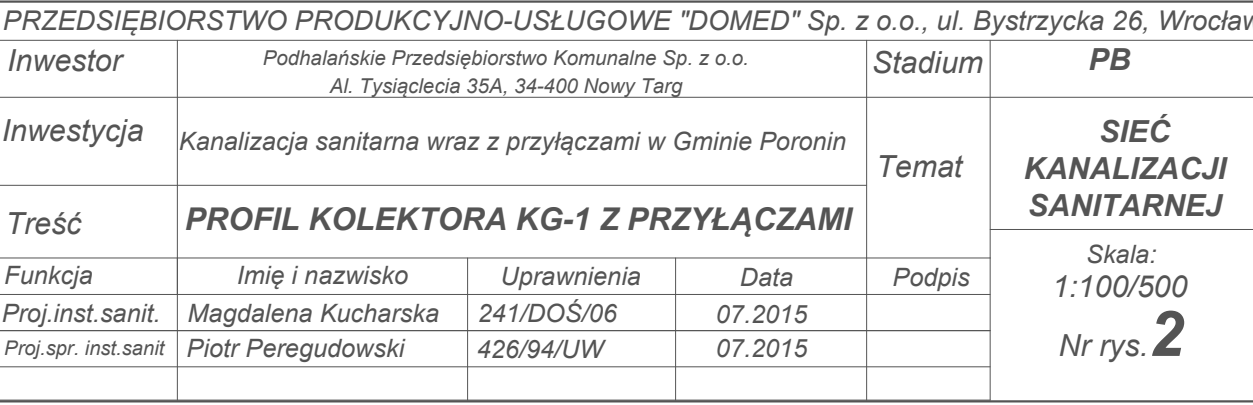 PRZEDSIĘBIORSTWO PRODUKCYJNO-USŁUGOWE "DOMED" Sp. z o.o., ul. Bystrzycka 26, Wrocław
Inwestor
Podhalańskie Przedsiębiorstwo Komunalne Sp. z o.o.
Al. Tysiąclecia 35A, 34-400 Nowy Targ
Stadium
PB
Inwestycja
Kanalizacja sanitarna wraz z przyłączami w Gminie Poronin
Temat
SIEĆ
KANALIZACJI
SANITARNEJ
Treść
PROFIL KOLEKTORA KG-1 Z PRZYŁĄCZAMI
Funkcja Imię i nazwisko Uprawnienia Data Podpis
Proj.inst.sanit. Magdalena Kucharska 241/DOŚ/06 07.2015
Proj.spr. inst.sanit Piotr Peregudowski 426/94/UW 07.2015
Skala:
1:100/500
Nr rys. 2